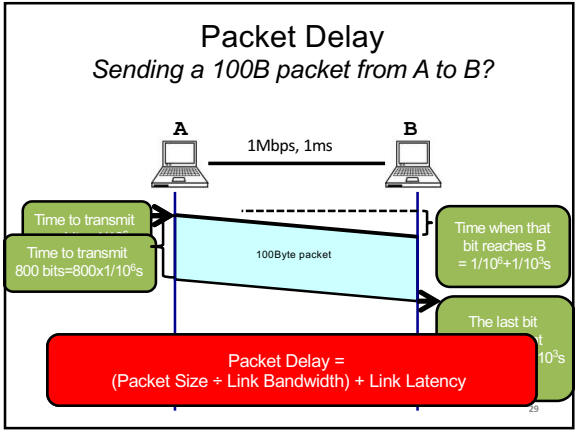 Packet Delay
Sending a 100B packet from A to B?
A
B
1Mbps, 1ms
Time to transmit
Time to transmit
800 bits=800x1/10⁶s
100Byte packet
Time when that
bit reaches B
= 1/10⁶+1/10³s
The last bit
10³s
Packet Delay =
(Packet Size ÷ Link Bandwidth) + Link Latency
29